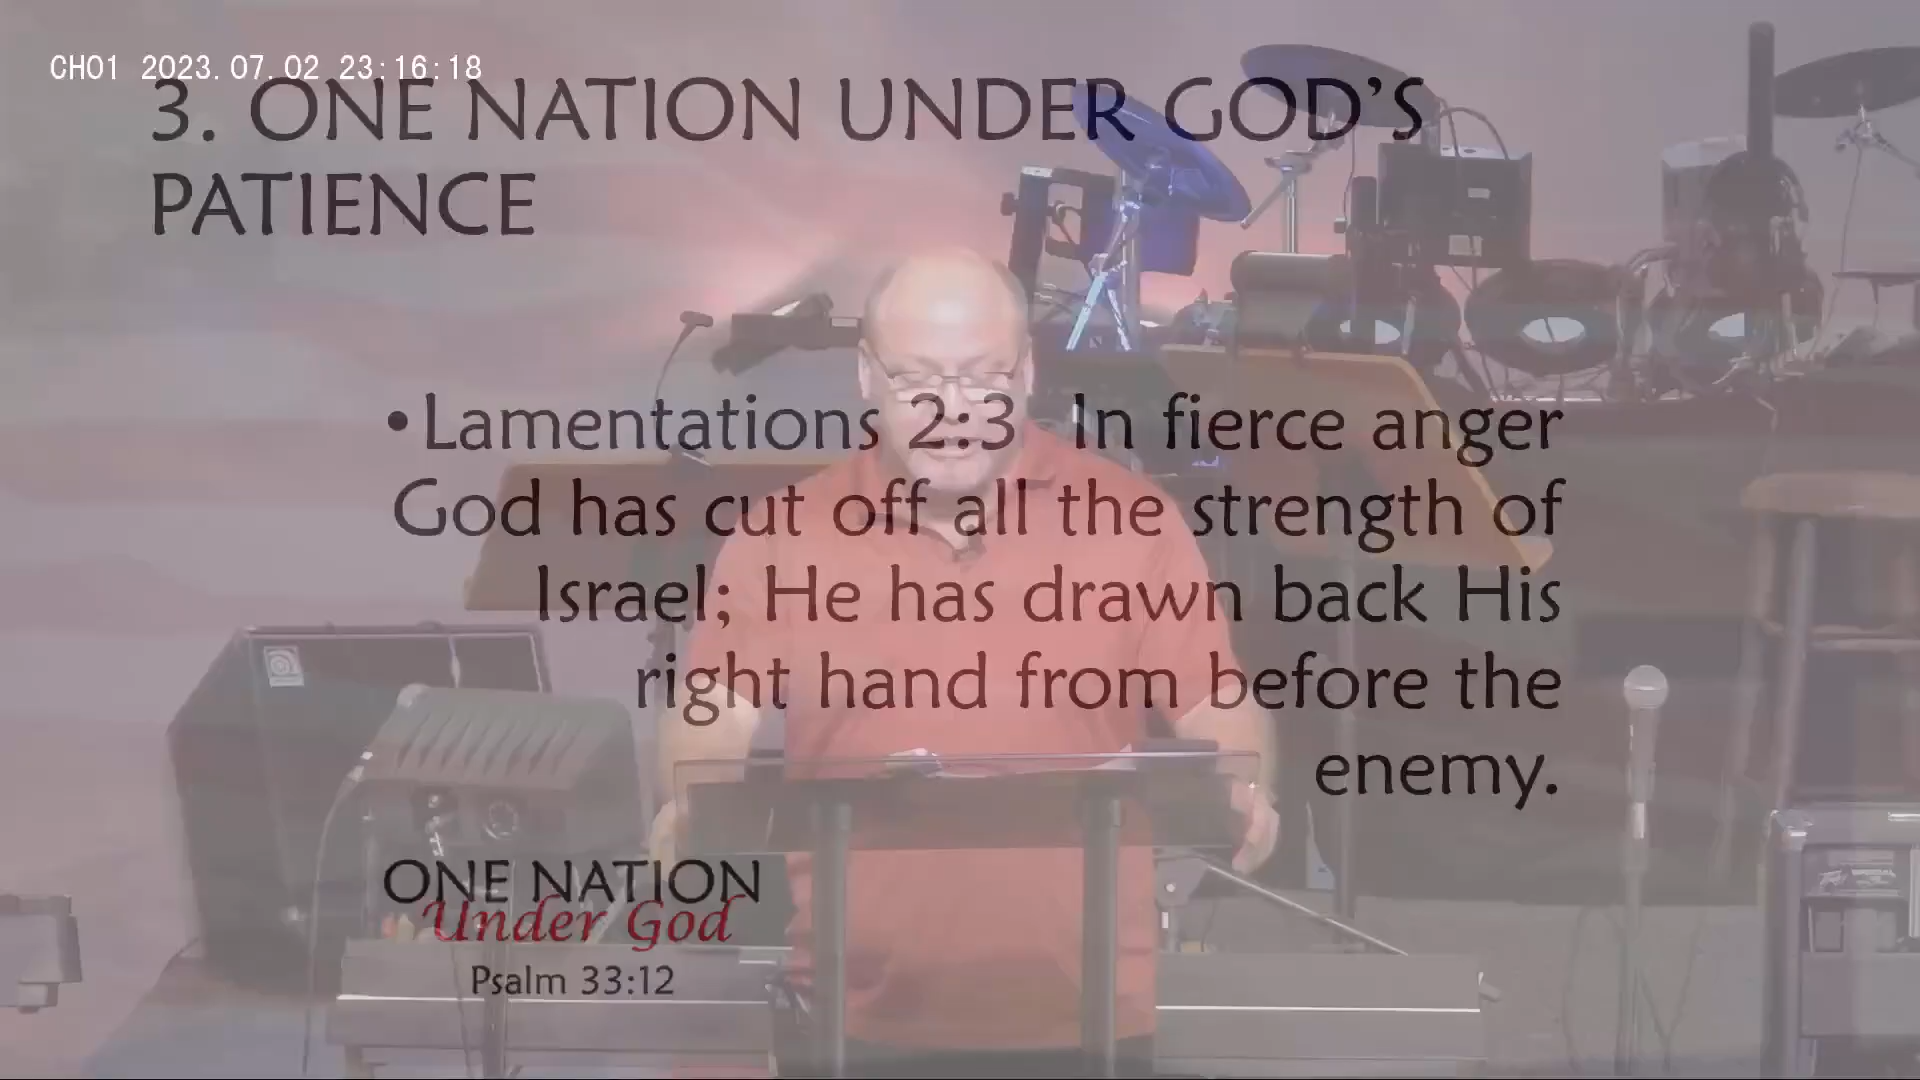 CH01 2023.07.02 23:16:18
3. ONE NATION UNDER GOD'S
PATIENCE
•Lamentations 2:3 In fierce anger
God has cut off all the strength of
Israel; He has drawn back His
right hand from before the
enemy.
ONE NATION
Under God
Psalm 33:12